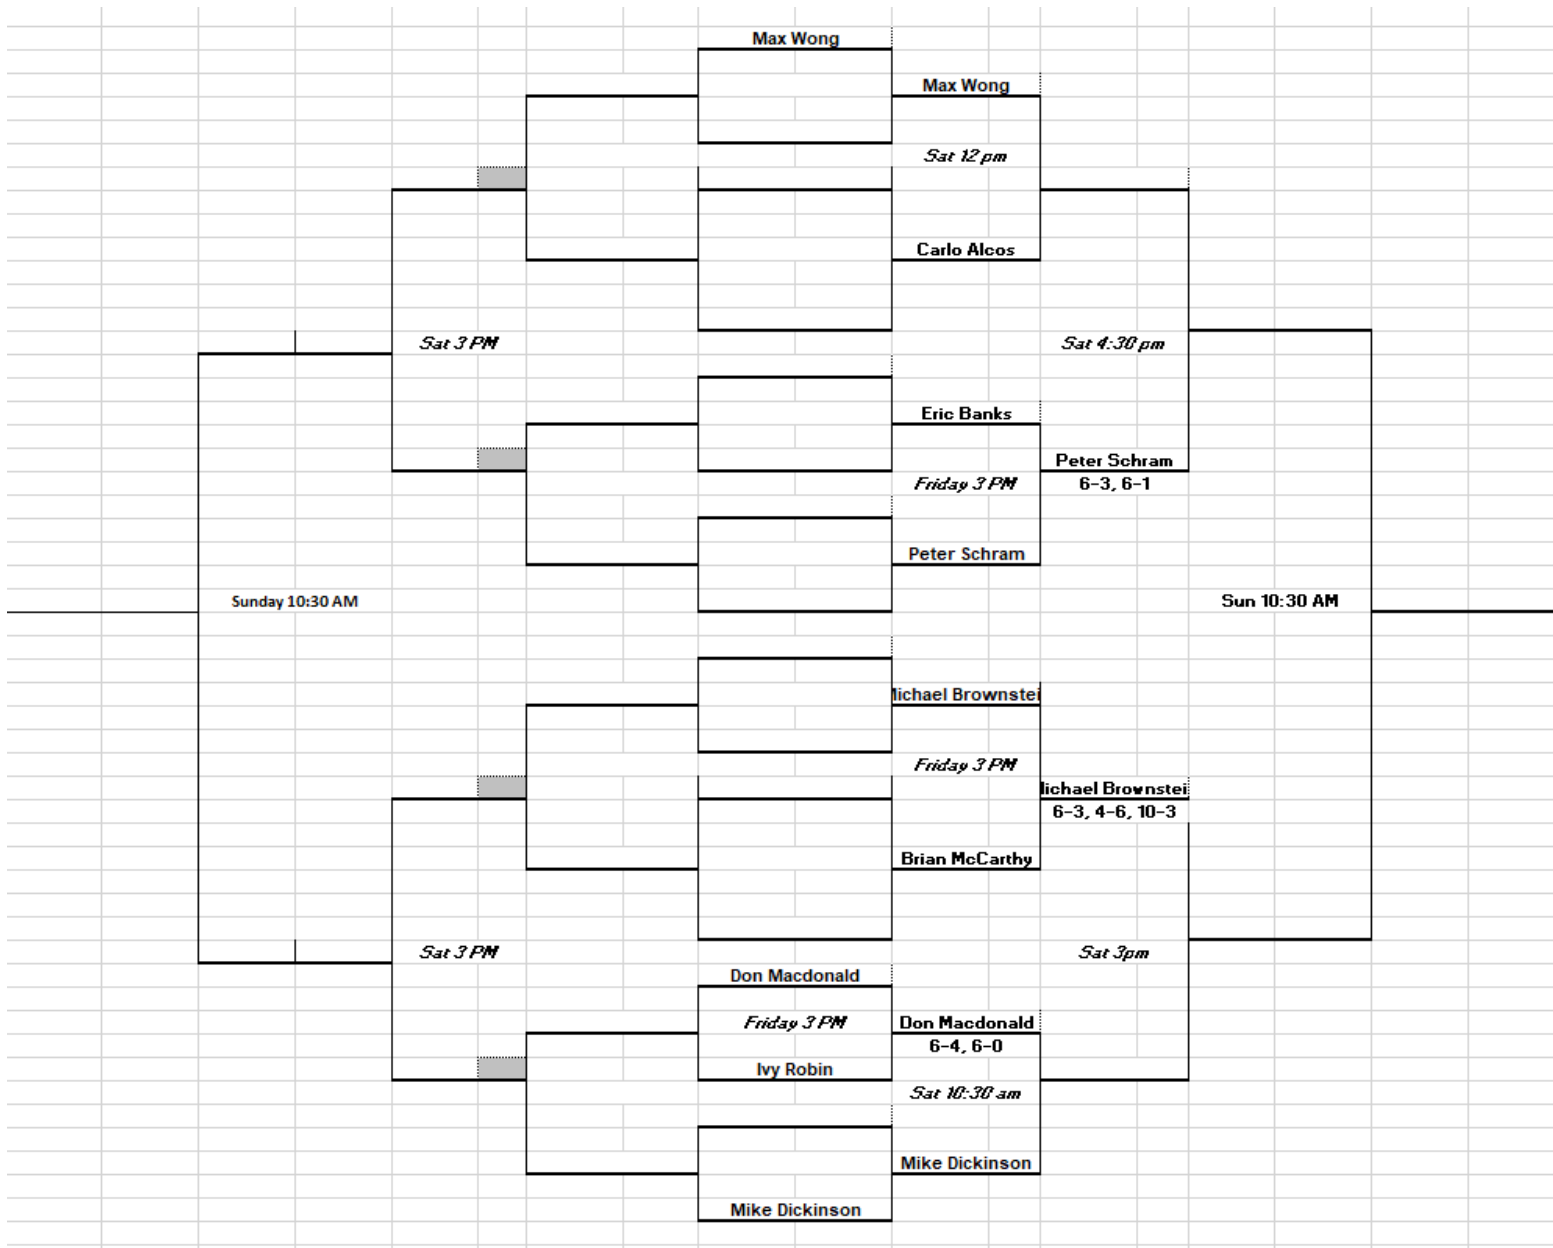 Max Wong
Max Wong
Sat 12 pm
Carlo Alcos
Sat 3 PM
Sat 4:30 pm
Eric Banks
Peter Schram
Friday 3 PM
6-3, 6-1
Peter Schram
Sunday 10:30 AM
Sun 10:30 AM
lichael Brownstei
Friday 3 PM
lichael Brownstei
6-3, 4-6, 10-3
Brian McCarthy
Sat 3 PM
Sat 3pm
Don Macdonald
Friday 3 PM
Don Macdonald
6-4, 6-0
Ivy Robin
Sat 10:30 am
Mike Dickinson
Mike Dickinson